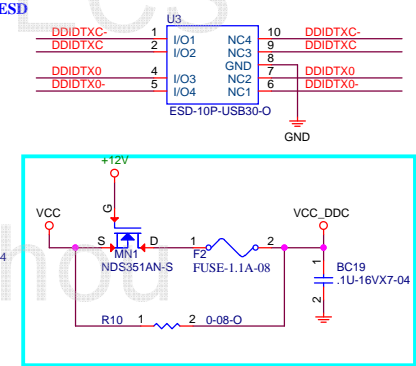 ESD
U3
DDIDTXC- 1 I/O1 NC4 10 DDIDTXC-
DDIDTXC 2 I/O2 NC3 9 DDIDTXC
GND 8
DDIDTX0 4 I/O3 NC2 7 DDIDTX0
DDIDTX0- 5 I/O4 NC1 6 DDIDTX0-
ESD-10P-USB30-O
GND
+12V
VCC
G
VCC_DDC
S D 1 2
MN1 F2
NDS351AN-S FUSE-1.1A-08
1 BC19
.1U-16VX7-04
2
R10 1 2 0-08-O
4
hou